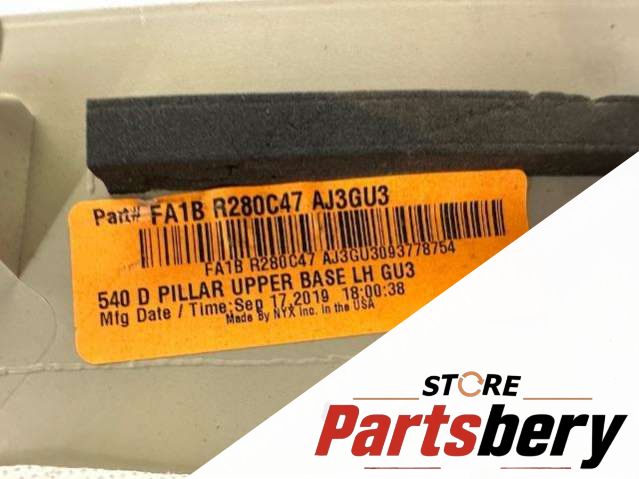 Part# FA1B R280C47 AJ3GU3
FA1B R280C47 AJ3GU3093778754
540 D PILLAR UPPER BASE LH GU3
Mfg Date / Time:Sep 17,2019 18:00:38
Made by NYX Inc. in the USA
STORE
Partsbery